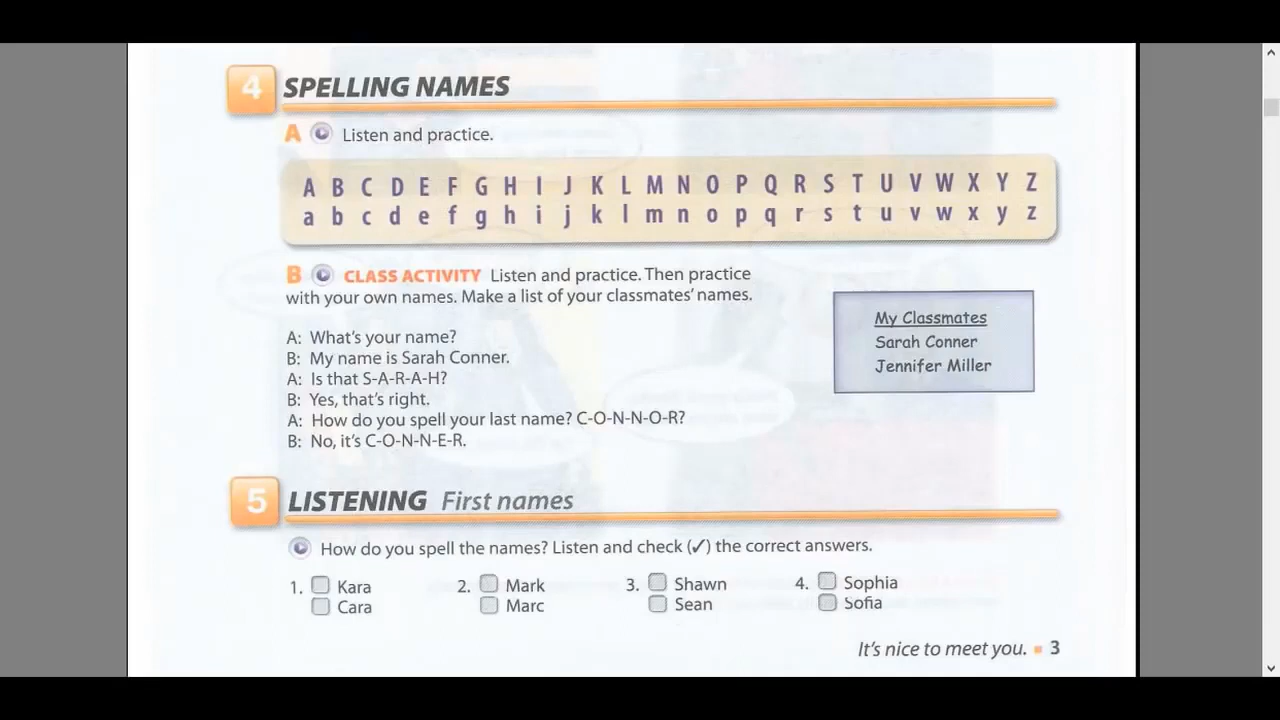 4 SPELLING NAMES
A Listen and practice.
A B C D E F G H I J K L M N O P Q R S T U V W X Y Z
a b c d e f g h i j k l m n o p q r s t u v w x y z
B CLASS ACTIVITY Listen and practice. Then practice
with your own names. Make a list of your classmates' names.
A: What's your name?
B: My name is Sarah Conner.
A: Is that S-A-R-A-H?
B: Yes, that's right.
A: How do you spell your last name? C-O-N-N-O-R?
B: No, it's C-O-N-N-E-R.
My Classmates
Sarah Conner
Jennifer Miller
5 LISTENING First names
How do you spell the names? Listen and check (✓) the correct answers.
1. Kara
Cara
2. Mark
Marc
3. Shawn
Sean
4. Sophia
Sofia
It's nice to meet you. 3